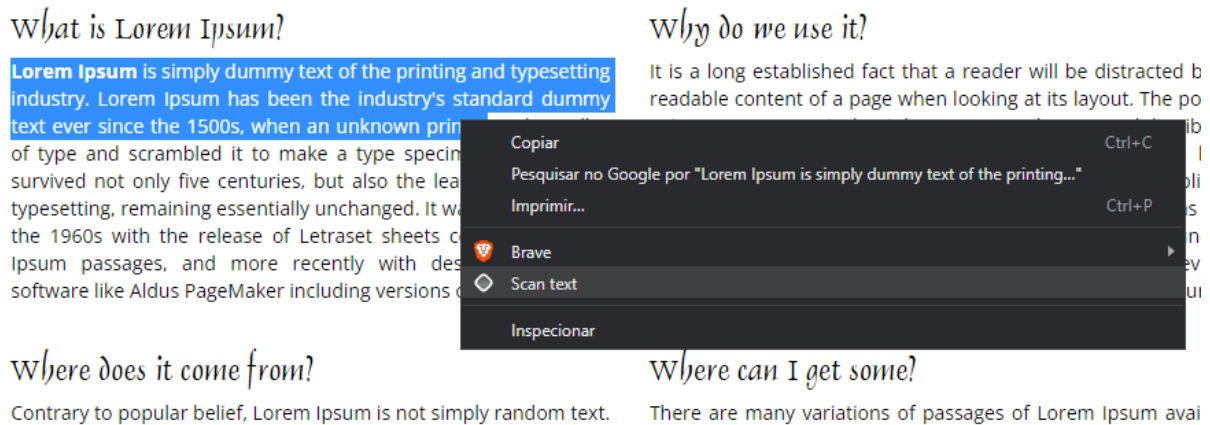 What is Lorem Ipsum?
Lorem Ipsum is simply dummy text of the printing and typesetting
industry. Lorem Ipsum has been the industry's standard dummy
text ever since the 1500s, when an unknown
of type and scrambled it to make a type
survived not only five centuries, but also the
typesetting, remaining essentially unchanged. It
the 1960s with the release of Letraset sheets
Ipsum passages, and more recently with
software like Aldus PageMaker including versions
Why do we use it?
It is a long established fact that a reader will be distracted
readable content of a page when looking at its layout. The
Copiar Ctrl+C
Pesquisar no Google por "Lorem Ipsum is simply dummy text of the printing..."
Imprimir... Ctrl+P
Brave
Scan text
Inspecionar
Where does it come from?
Contrary to popular belief, Lorem Ipsum is not simply random text.
Where can I get some?
There are many variations of passages of Lorem Ipsum avai